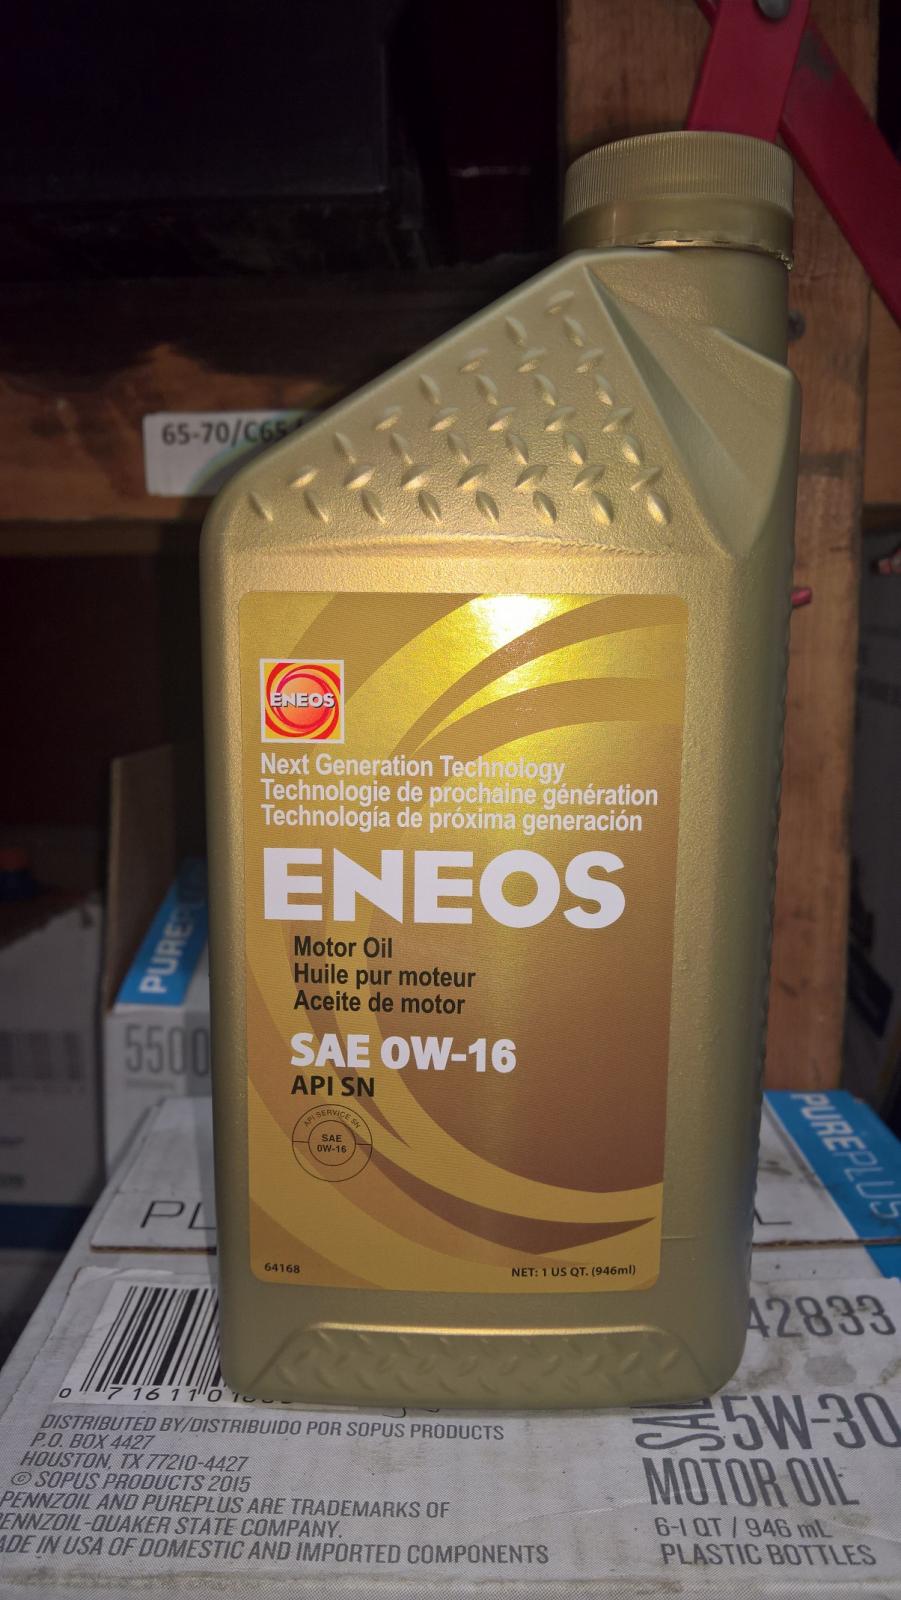 65-70/C65
ENEOS
Next Generation Technology
Technologie de prochaine génération
Technología de próxima generación
ENEOS
Motor Oil
Huile pur moteur
Aceite de motor
SAE 0W-16
API SN
API SERVICE SN
SAE
0W-16
64168
NET: 1 US QT. (946ml)
PUREPLUS
5500
PUREPLUS
42833
SAE 5W-30
MOTOR OIL
6-1 QT / 946 mL
PLASTIC BOTTLES
0 71611 0
DISTRIBUTED BY/DISTRIBUIDO POR SOPUS PRODUCTS
P.O. BOX 4427
HOUSTON, TX 77210-4427
© SOPUS PRODUCTS 2015
PENNZOIL AND PUREPLUS ARE TRADEMARKS OF
PENNZOIL-QUAKER STATE COMPANY.
MADE IN USA OF DOMESTIC AND IMPORTED COMPONENTS